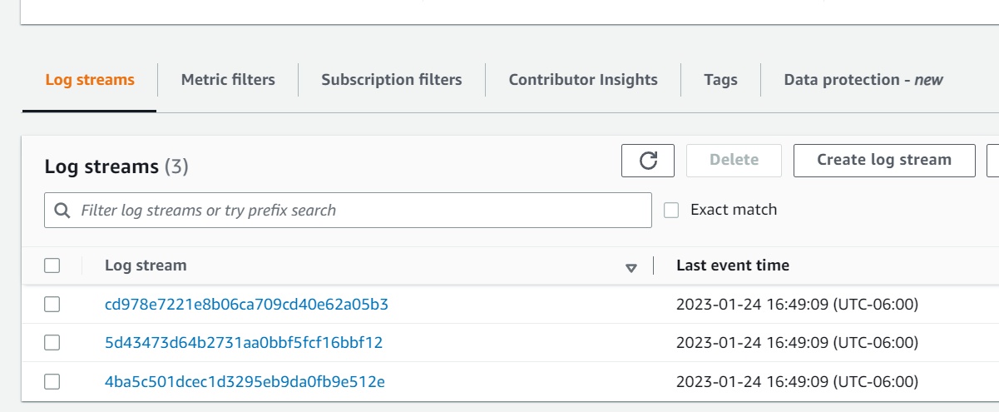 Log streams Metric filters Subscription filters Contributor Insights Tags Data protection - new
Log streams (3) Delete Create log stream
Filter log streams or try prefix search Exact match
Log stream Last event time
cd978e7221e8b06ca709cd40e62a05b3 2023-01-24 16:49:09 (UTC-06:00)
5d43473d64b2731aa0bbf5fcf16bbf12 2023-01-24 16:49:09 (UTC-06:00)
4ba5c501dcec1d3295eb9da0fb9e512e 2023-01-24 16:49:09 (UTC-06:00)